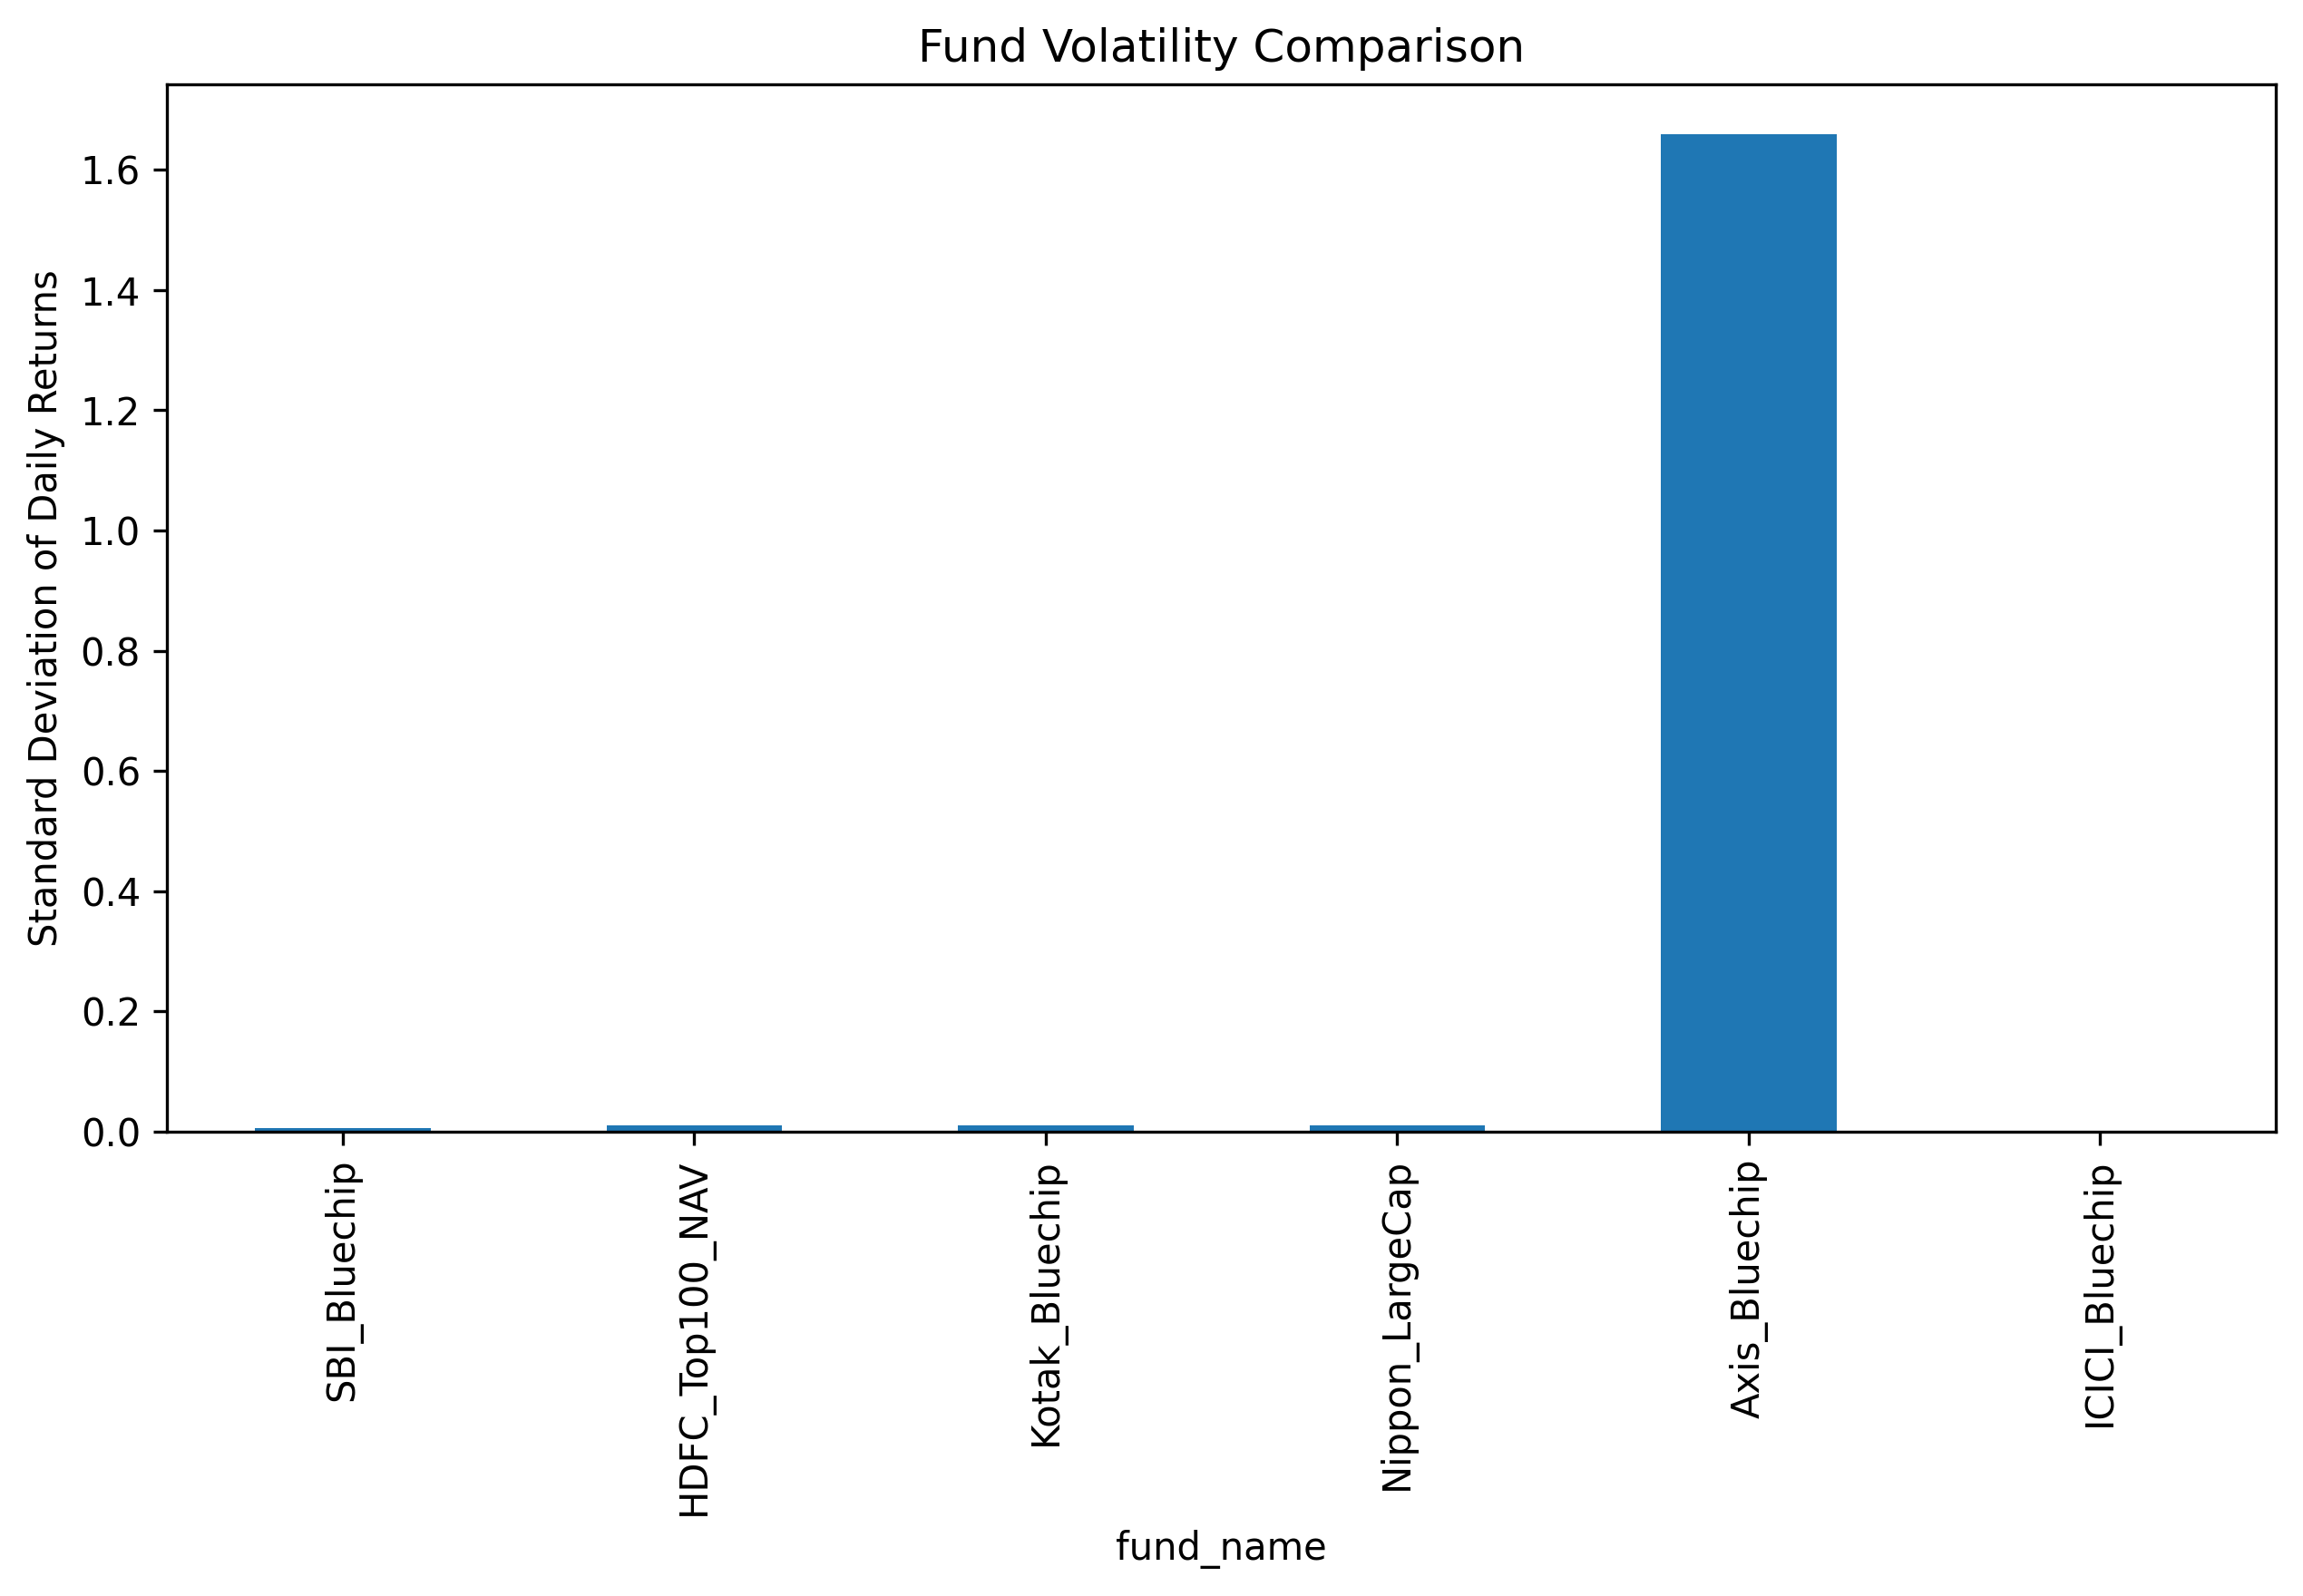 Fund Volatility Comparison
Standard Deviation of Daily Returns
1.6
1.4
1.2
1.0
0.8
0.6
0.4
0.2
0.0
SBI_Bluechip
HDFC_Top100_NAV
Kotak_Bluechip
Nippon_LargeCap
Axis_Bluechip
ICICI_Bluechip
fund_name